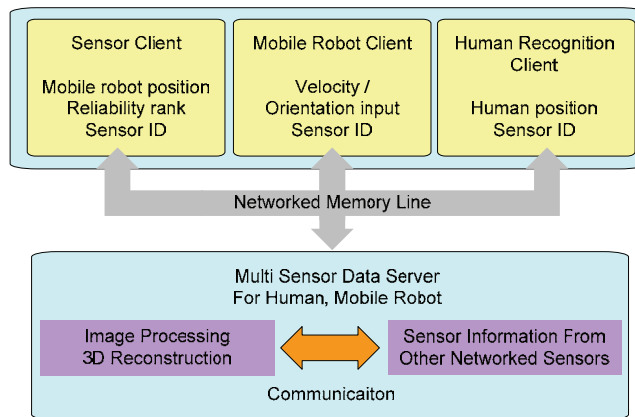 Sensor Client
Mobile robot position
Reliability rank
Sensor ID
Mobile Robot Client
Velocity /
Orientation input
Sensor ID
Human Recognition
Client
Human position
Sensor ID
Networked Memory Line
Multi Sensor Data Server
For Human, Mobile Robot
Image Processing
3D Reconstruction
Sensor Information From
Other Networked Sensors
Communicaiton